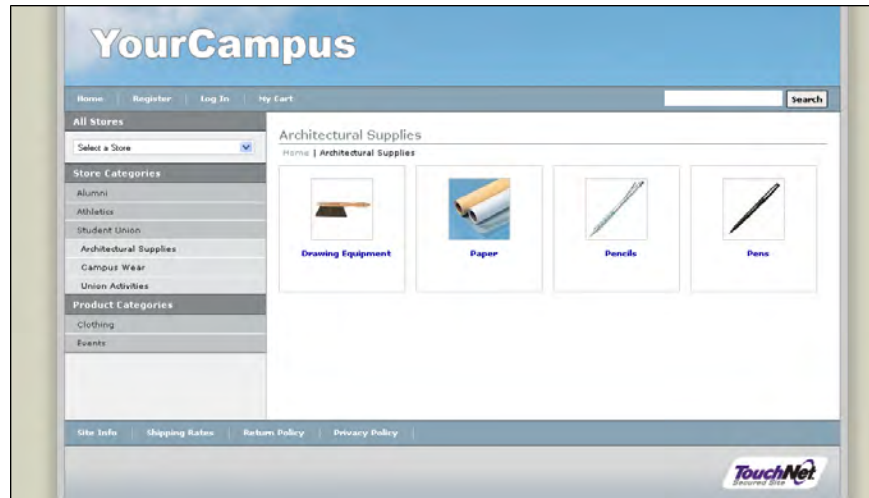 YourCampus
Home Register Log In My Cart Search
All Stores
Select a Store
Store Categories
Alumni
Athletics
Student Union
Architectural Supplies
Campus Wear
Union Activities
Product Categories
Clothing
Events
Architectural Supplies
Home | Architectural Supplies
Drawing Equipment Paper Pencils Pens
Site Info Shipping Rates Return Policy Privacy Policy
TouchNet
Secured Site